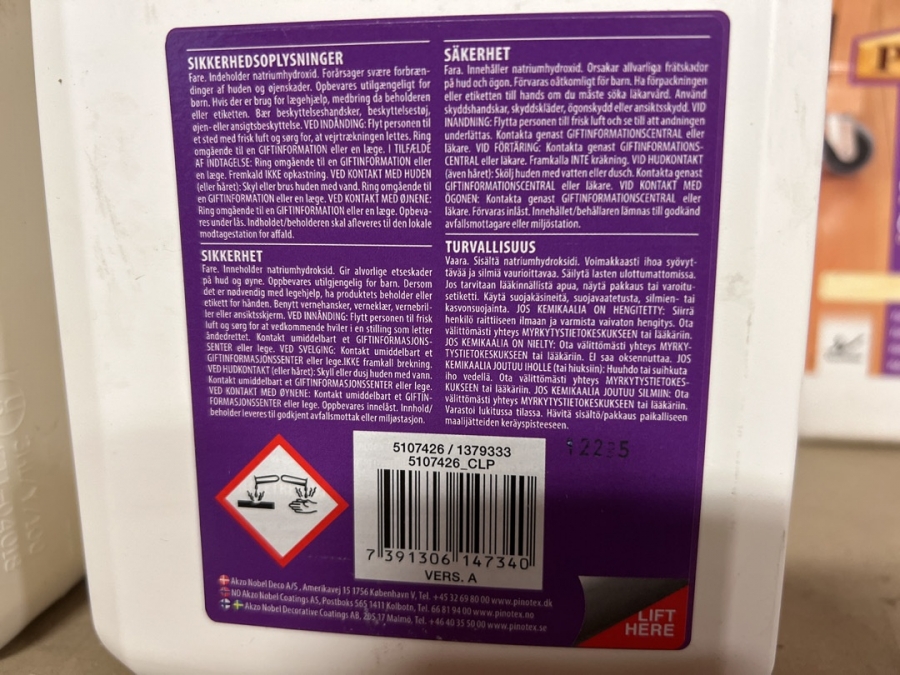 SIKKERHEDSOPLYSNINGER
Fare. Indeholder natriumhydroxid. Forårsager svære forbræn-
dinger af huden og øjenskader. Opbevares utilgængeligt for
børn. Hvis der er brug for lægehjælp, medbring da beholderen
eller etiketten. Bær beskyttelseshandsker, beskyttelsestøj,
øjen- eller ansigtsbeskyttelse. VED INDÅNDING: Flyt personen til
et sted med frisk luft og sørg for, at vejrtrækningen lettes. Ring
omgående til en GIFTINFORMATION eller en læge. I TILFÆLDE
AF INDTAGELSE: Ring omgående til en GIFTINFORMATION eller
en læge. Fremkald IKKE opkastning. VED KONTAKT MED HUDEN
(eller håret): Skyl eller brus huden med vand. Ring omgående til
en GIFTINFORMATION eller en læge. VED KONTAKT MED ØJNENE:
Ring omgående til en GIFTINFORMATION eller en læge. Opbeva-
res under lås. Indholdet/beholderen skal afleveres til den lokale
modtagestation for affald.
SIKKERHET
Fare. Inneholder natriumhydroksid. Gir alvorlige etseskader
på hud og øyne. Oppbevares utilgjengelig for barn. Dersom
det er nødvendig med legehjelp, ha produktets beholder eller
etikett for hånden. Benytt vernehansker, verneklær, vernebril-
ler eller ansiktsskjerm. VED INNÅNDING: Flytt personen til frisk
luft og sørg for at vedkommende hviler i en stilling som letter
åndedrettet. Kontakt umiddelbart et GIFTINFORMASJONS-
SENTER eller lege. VED SVELGING: Kontakt umiddelbart et
GIFTINFORMASJONSSENTER eller lege.IKKE framkall brekning.
VED HUDKONTAKT (eller håret): Skyll eller dusj huden med vann.
Kontakt umiddelbart et GIFTINFORMASJONSSENTER eller lege.
VED KONTAKT MED ØYNENE: Kontakt umiddelbart et GIFTIN-
FORMASJONSSENTER eller lege. Oppbevares innelåst. Innhold/
beholder leveres til godkjent avfallsmottak eller miljøstasjon.
SÄKERHET
Fara. Innehåller natriumhydroxid. Orsakar allvarliga frätskador
på hud och ögon. Förvaras oåtkomligt för barn. Ha förpackningen
eller etiketten till hands om du måste söka läkarvård. Använd
skyddshandskar, skyddskläder, ögonskydd eller ansiktsskydd. VID
INANDNING: Flytta personen till frisk luft och se till att andningen
underlättas. Kontakta genast GIFTINFORMATIONSCENTRAL eller
läkare. VID FÖRTÄRING: Kontakta genast GIFTINFORMATIONS-
CENTRAL eller läkare. Framkalla INTE kräkning. VID HUDKONTAKT
(även håret): Skölj huden med vatten eller dusch. Kontakta genast
GIFTINFORMATIONSCENTRAL eller läkare. VID KONTAKT MED
ÖGONEN: Kontakta genast GIFTINFORMATIONSCENTRAL eller
läkare. Förvaras inlåst. Innehållet/behållaren lämnas till godkänd
avfallsmottagare eller miljöstation.
TURVALLISUUS
Vaara. Sisältä natriumhydroksidi. Voimakkaasti ihoa syövyt-
tävää ja silmiä vaurioittavaa. Säilytä lasten ulottumattomissa.
Jos tarvitaan lääkinnällistä apua, näytä pakkaus tai varoitu-
setiketti. Käytä suojakäsineitä, suojavaatetusta, silmien- tai
kasvonsuojainta. JOS KEMIKAALIA ON HENGITETTY: Siirrä
henkilö raittiiseen ilmaan ja varmista vaivaton hengitys. Ota
välittömästi yhteys MYRKYTYSTIETOKESKUKSEEN tai lääkäriin.
JOS KEMIKAALIA ON NIELTY: Ota välittömästi yhteys MYRKY-
TYSTIETOKESKUKSEEN tai lääkäriin. EI saa oksennuttaa. JOS
KEMIKAALIA JOUTUU IHOLLE (tai hiuksiin): Huuhdo tai suihkuta
iho vedellä. Ota välittömästi yhteys MYRKYTYSTIETOKES-
KUKSEEN tai lääkäriin. JOS KEMIKAALIA JOUTUU SILMIIN: Ota
välittömästi yhteys MYRKYTYSTIETOKESKUKSEEN tai lääkäriin.
Varastoi lukitussa tilassa. Hävitä sisältö/pakkaus paikalliseen
maalijätteiden keräyspisteeseen.
5107426 / 1379333
5107426_CLP
7 391306 147340
VERS. A
Akzo Nobel Deco A/S , Amerikavej 15 1756 København V, Tel. +45 32 69 80 00 www.pinotex.dk
ND Akzo Nobel Coatings AS, Postboks 565 1411 Kolbotn, Tel. 66 81 94 00 www.pinotex.no
Akzo Nobel Decorative Coatings AB, 205 17 Malmö, Tel. +46 40 35 50 00 www.pinotex.se
LIFT
HERE